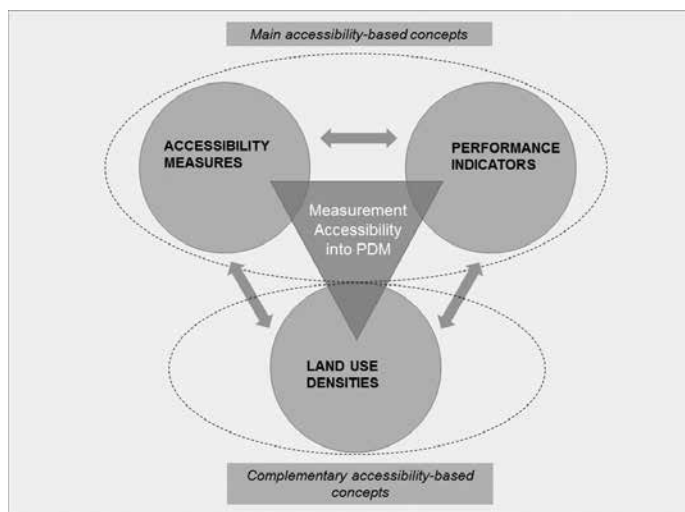 Main accessibility-based concepts
ACCESSIBILITY
MEASURES
PERFORMANCE
INDICATORS
Measurement
Accessibility
into PDM
LAND USE
DENSITIES
Complementary accessibility-based
concepts